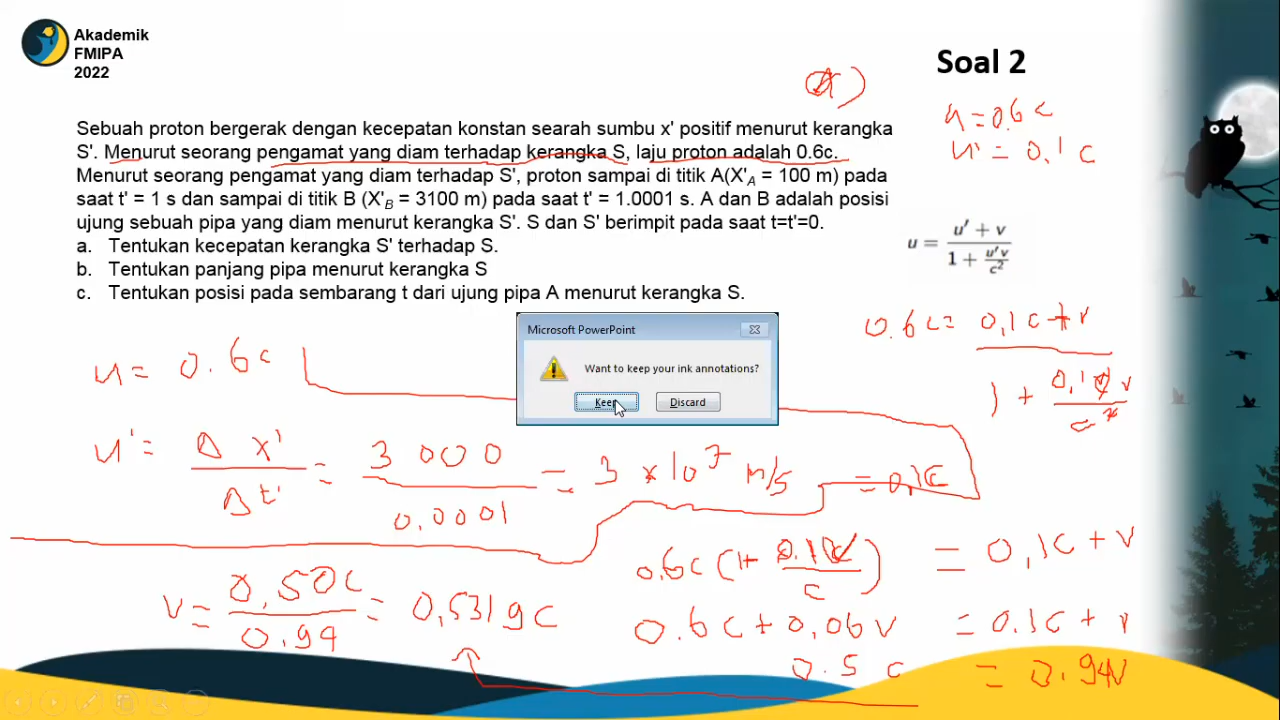 Akademik
FMIPA
2022
Soal 2
a)
u = 0.6c
u' = 0.1c
Sebuah proton bergerak dengan kecepatan konstan searah sumbu x' positif menurut kerangka
S'. Menurut seorang pengamat yang diam terhadap kerangka S, laju proton adalah 0.6c.
Menurut seorang pengamat yang diam terhadap S', proton sampai di titik A(X'A = 100 m) pada
saat t' = 1 s dan sampai di titik B (X'B = 3100 m) pada saat t' = 1.0001 s. A dan B adalah posisi
ujung sebuah pipa yang diam menurut kerangka S'. S dan S' berimpit pada saat t=t'=0.
a. Tentukan kecepatan kerangka S' terhadap S.
b. Tentukan panjang pipa menurut kerangka S
c. Tentukan posisi pada sembarang t dari ujung pipa A menurut kerangka S.
u = (u' + v) / (1 + u'v/c²)
Microsoft PowerPoint
Want to keep your ink annotations?
Keep
Discard
u = 0.6c
u' = Δx' / Δt' = 3000 / 0.0001 = 3 × 10⁷ m/s = 0,1c
0.6c = 0,1c + v
1 + 0,1 v / c
0.6c (1 + 0.1v / c) = 0,1c + v
0.6c + 0,06v = 0.1c + v
0.5c = 0.94v
v = 0,50c / 0.94 = 0,5319c